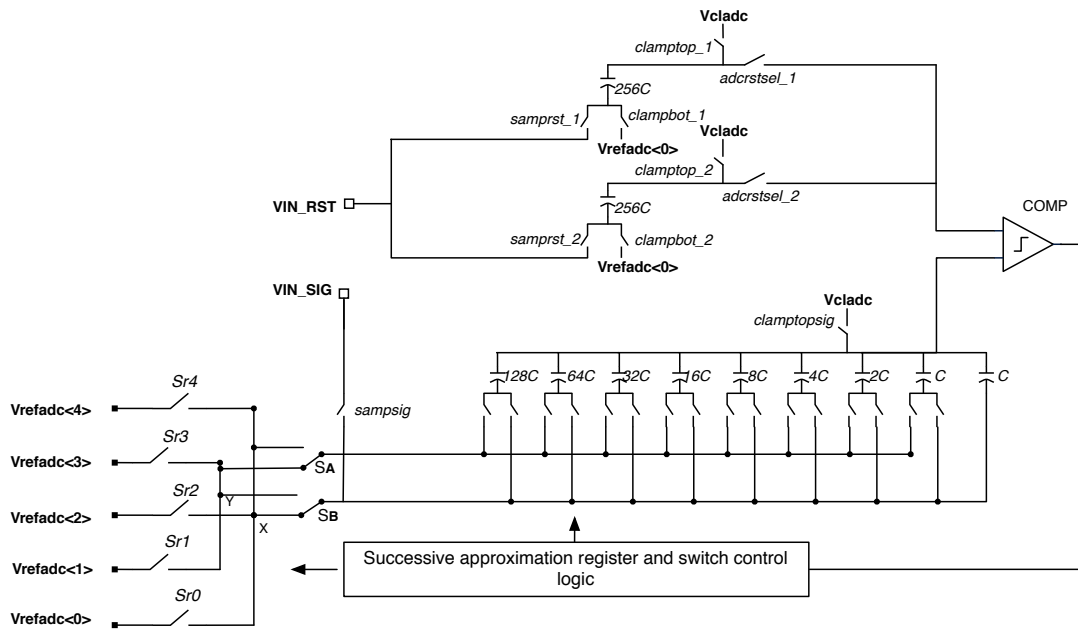 Vcladc
clamptop_1
adcrstsel_1
256C
samprst_1
clampbot_1
Vrefadc<0>
Vcladc
clamptop_2
adcrstsel_2
256C
VIN_RST
samprst_2
clampbot_2
Vrefadc<0>
COMP
VIN_SIG
Vcladc
clamptopsig
128C
64C
32C
16C
8C
4C
2C
C
C
sampsig
Sr4
Vrefadc<4>
Sr3
Vrefadc<3>
SA
Sr2
Y
Vrefadc<2>
SB
X
Sr1
Vrefadc<1>
Successive approximation register and switch control
logic
Sr0
Vrefadc<0>